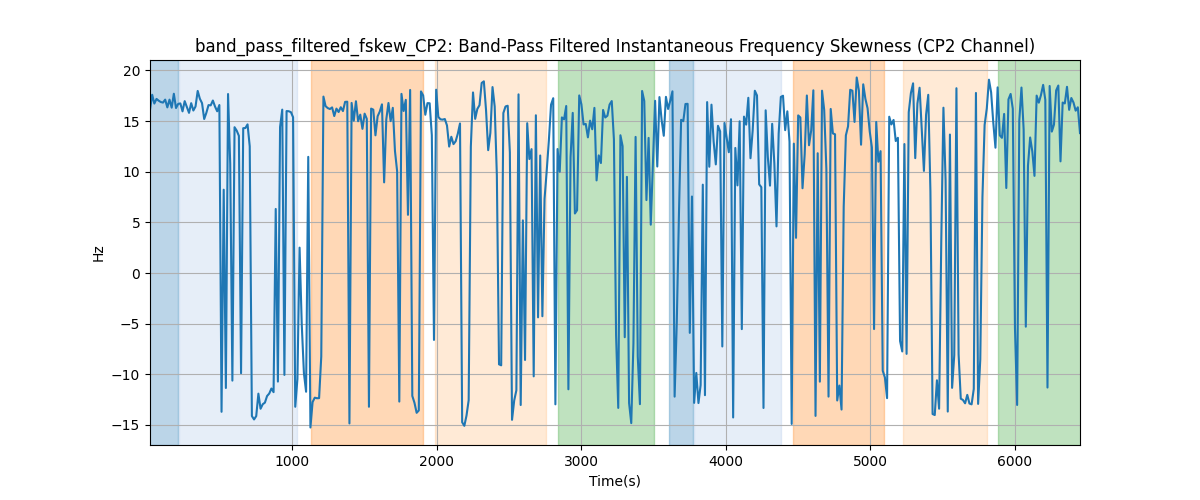 band_pass_filtered_fskew_CP2: Band-Pass Filtered Instantaneous Frequency Skewness (CP2 Channel)
20
15
10
5
0
−5
−10
−15
Hz
1000 2000 3000 4000 5000 6000
Time(s)